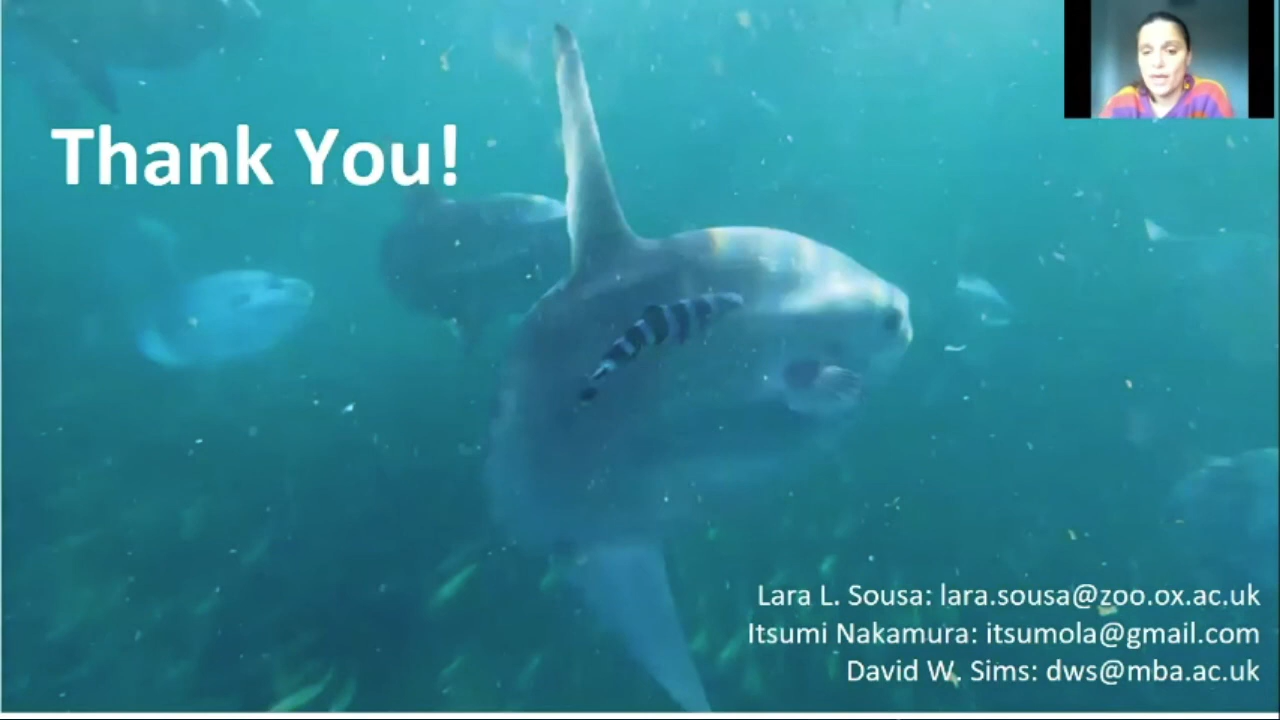 Thank You!
Lara L. Sousa: lara.sousa@zoo.ox.ac.uk
Itsumi Nakamura: itsumola@gmail.com
David W. Sims: dws@mba.ac.uk